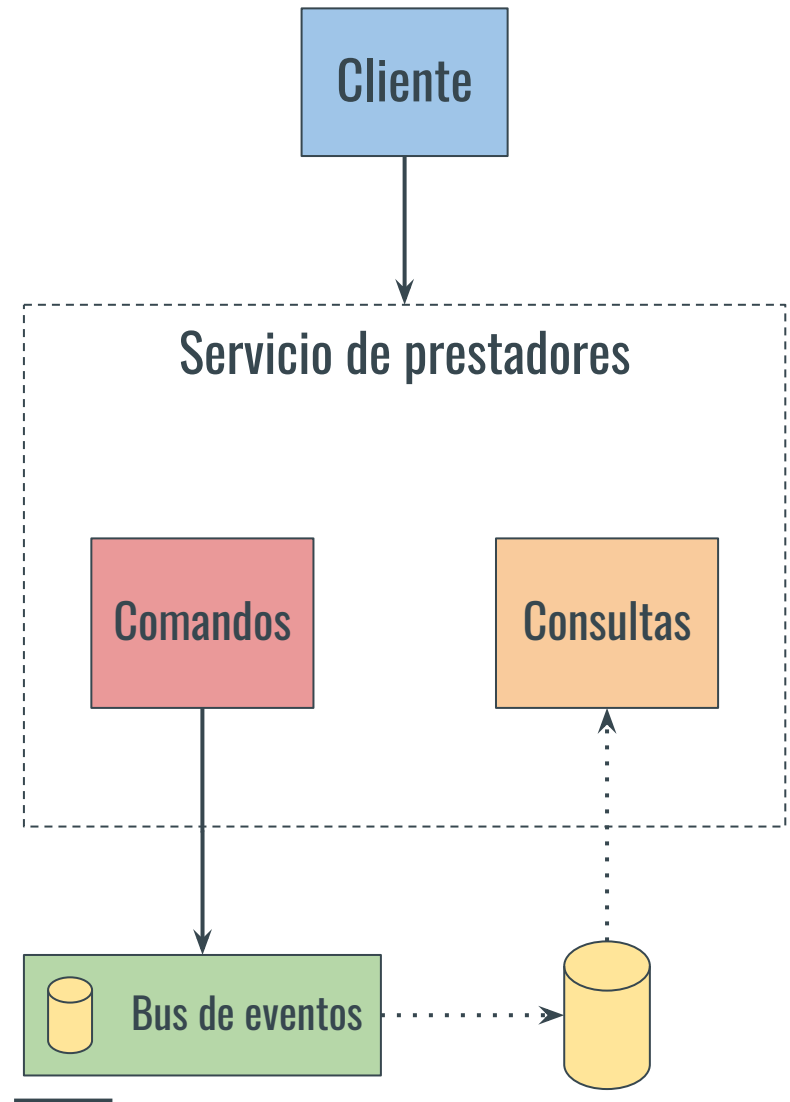 Cliente
Servicio de prestadores
Comandos
Consultas
Bus de eventos